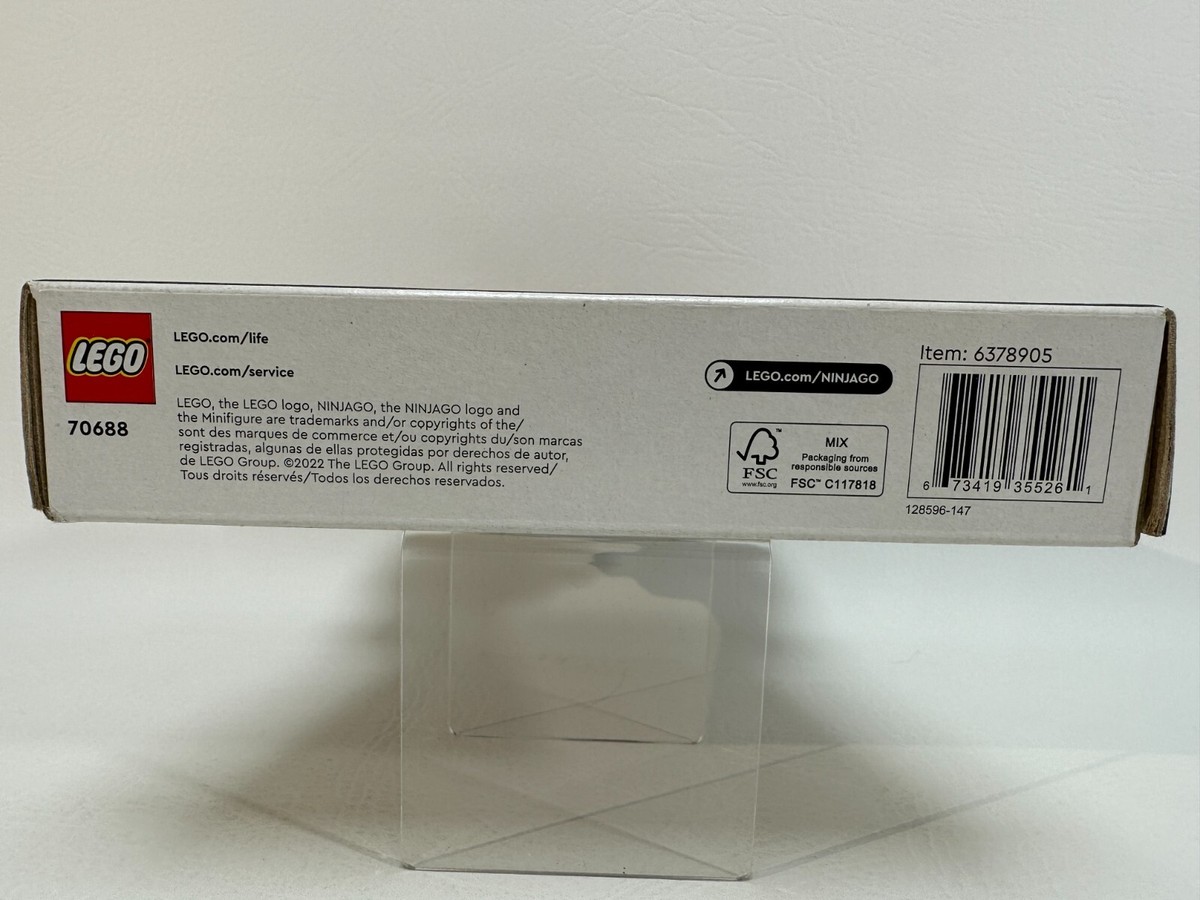 LEGO
70688
LEGO.com/life
LEGO.com/service
LEGO, the LEGO logo, NINJAGO, the NINJAGO logo and
the Minifigure are trademarks and/or copyrights of the/
sont des marques de commerce et/ou copyrights du/son marcas
registradas, algunas de ellas protegidas por derechos de autor,
de LEGO Group. ©2022 The LEGO Group. All rights reserved/
Tous droits réservés/Todos los derechos reservados.
LEGO.com/NINJAGO
FSC
www.fsc.org
MIX
Packaging from
responsible sources
FSC™ C117818
Item: 6378905
6 73419 35526 1
128596-147